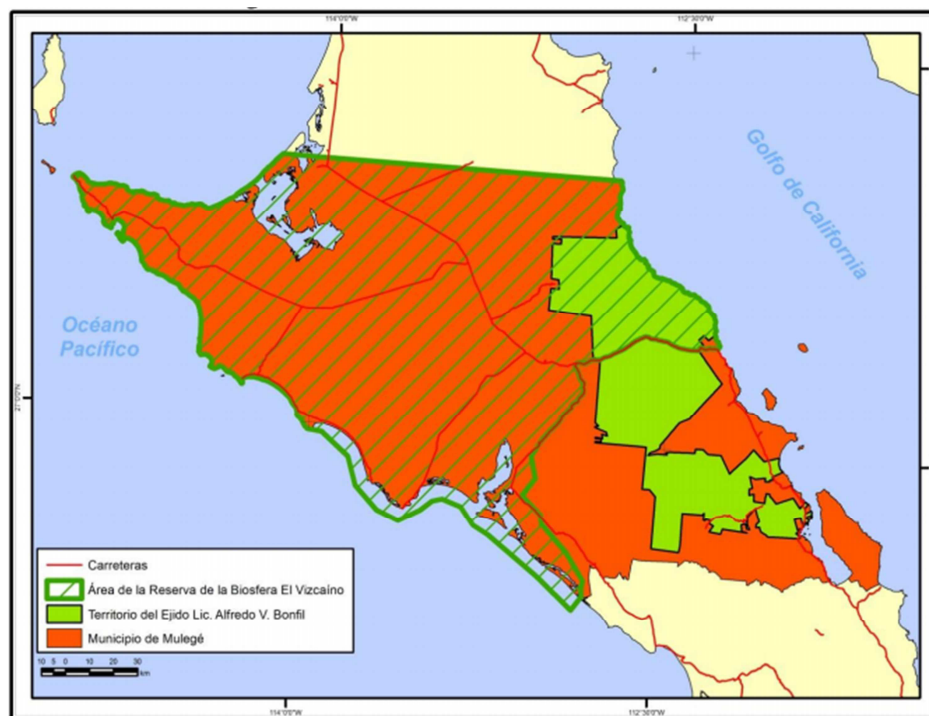 114°0'0"W
112°30'0"W
Golfo de California
Océano
Pacífico
Carreteras
Área de la Reserva de la Biosfera El Vizcaíno
Territorio del Ejido Lic. Alfredo V. Bonfil
Municipio de Mulegé
10 5 0 10 20 30
km
114°0'0"W
112°30'0"W